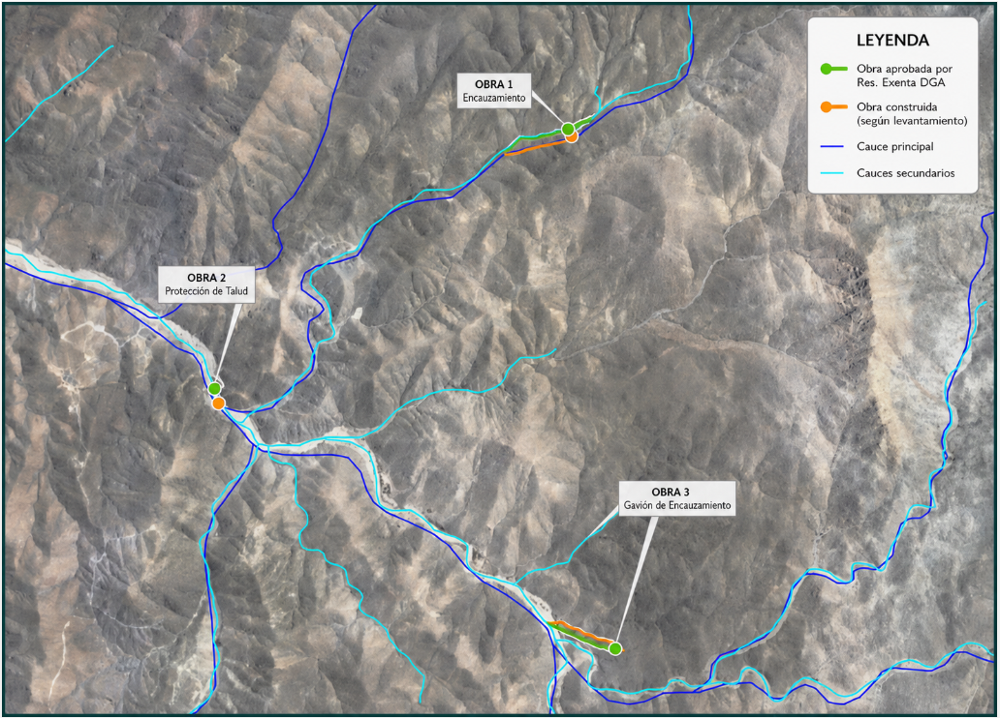 LEYENDA
Obra aprobada por
Res. Exenta DGA
Obra construida
(según levantamiento)
Cauce principal
Cauces secundarios
OBRA 1
Encauzamiento
OBRA 2
Protección de Talud
OBRA 3
Gavión de Encauzamiento